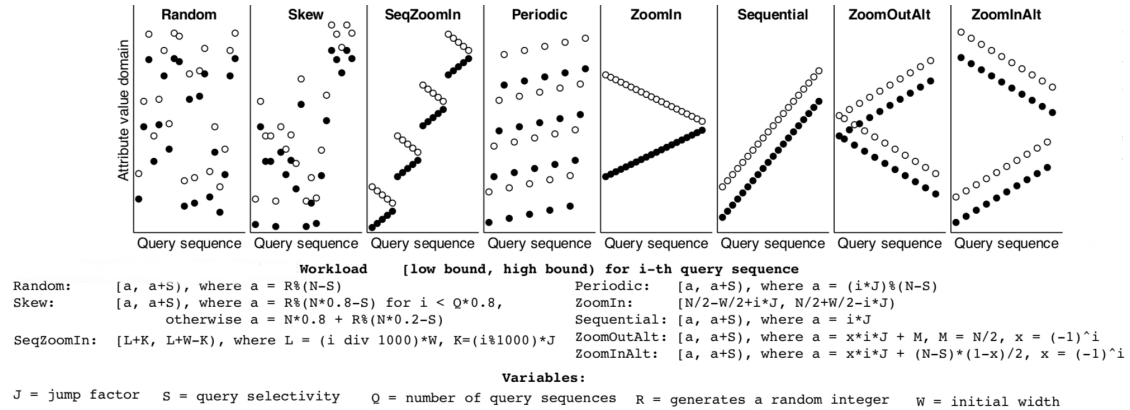 Random Skew SeqZoomIn Periodic ZoomIn Sequential ZoomOutAlt ZoomInAlt
Attribute value domain
Query sequence Query sequence Query sequence Query sequence Query sequence Query sequence Query sequence Query sequence
Workload [low bound, high bound) for i-th query sequence
Random: [a, a+S), where a = R%(N-S)
Skew: [a, a+S), where a = R%(N*0.8-S) for i < Q*0.8,
otherwise a = N*0.8 + R%(N*0.2-S)
SeqZoomIn: [L+K, L+W-K), where L = (i div 1000)*W, K=(i%1000)*J
Periodic: [a, a+S), where a = (i*J)%(N-S)
ZoomIn: [N/2-W/2+i*J, N/2+W/2-i*J)
Sequential: [a, a+S), where a = i*J
ZoomOutAlt: [a, a+S), where a = x*i*J + M, M = N/2, x = (-1)^i
ZoomInAlt: [a, a+S), where a = x*i*J + (N-S)*(1-x)/2, x = (-1)^i
Variables:
J = jump factor S = query selectivity Q = number of query sequences R = generates a random integer W = initial width